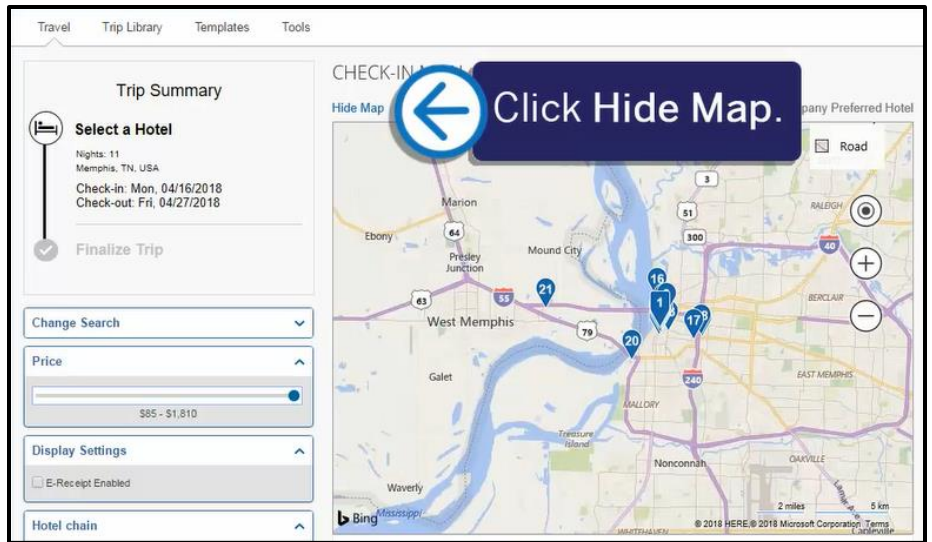 Travel Trip Library Templates Tools
Trip Summary
Select a Hotel
Nights: 11
Memphis, TN, USA
Check-in: Mon, 04/16/2018
Check-out: Fri, 04/27/2018
Finalize Trip
Change Search
Price
$85 - $1,810
Display Settings
E-Receipt Enabled
Hotel chain
CHECK-IN
Hide Map
Click Hide Map.
pany Preferred Hotel
Road
3
Marion
51
RALEIGH
64
300
Ebony
Mound City
40
Presley
Junction
16
21
63
55
1
BERCLAIR
17
West Memphis
79
20
Galet
240
EAST MEMPHIS
MALLORY
Treasure
Island
Nonconnah
OAKVILLE
Waverly
Lamar Ave
2 miles 5 km
Bing
Mississippi
© 2018 HERE, © 2018 Microsoft Corporation Terms
WHITEHAVEN
Capleville